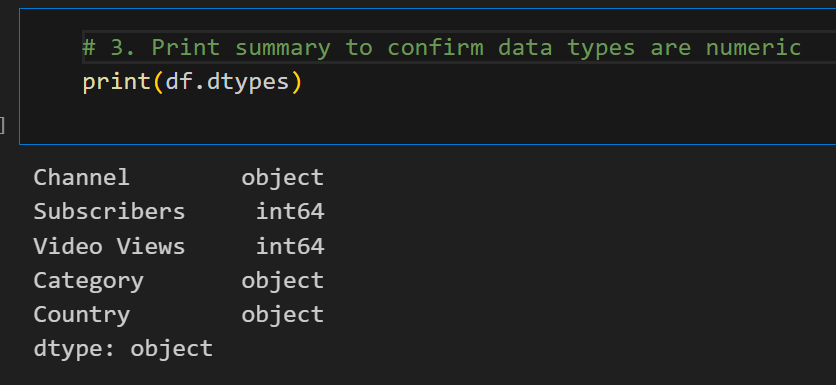 # 3. Print summary to confirm data types are numeric
print(df.dtypes)
]
Channel          object
Subscribers       int64
Video Views       int64
Category         object
Country          object
dtype: object